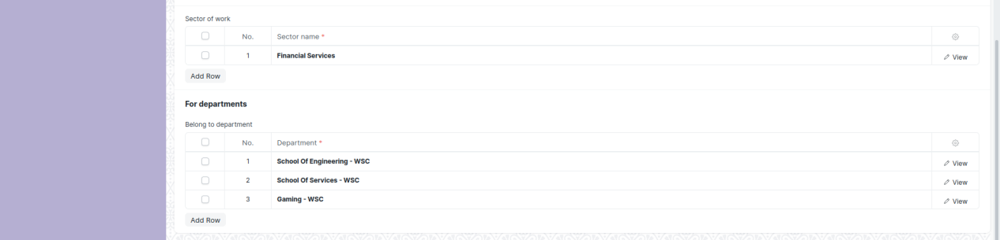 Sector of work
No. Sector name *
1 Financial Services View
Add Row
For departments
Belong to department
No. Department *
1 School Of Engineering - WSC View
2 School Of Services - WSC View
3 Gaming - WSC View
Add Row